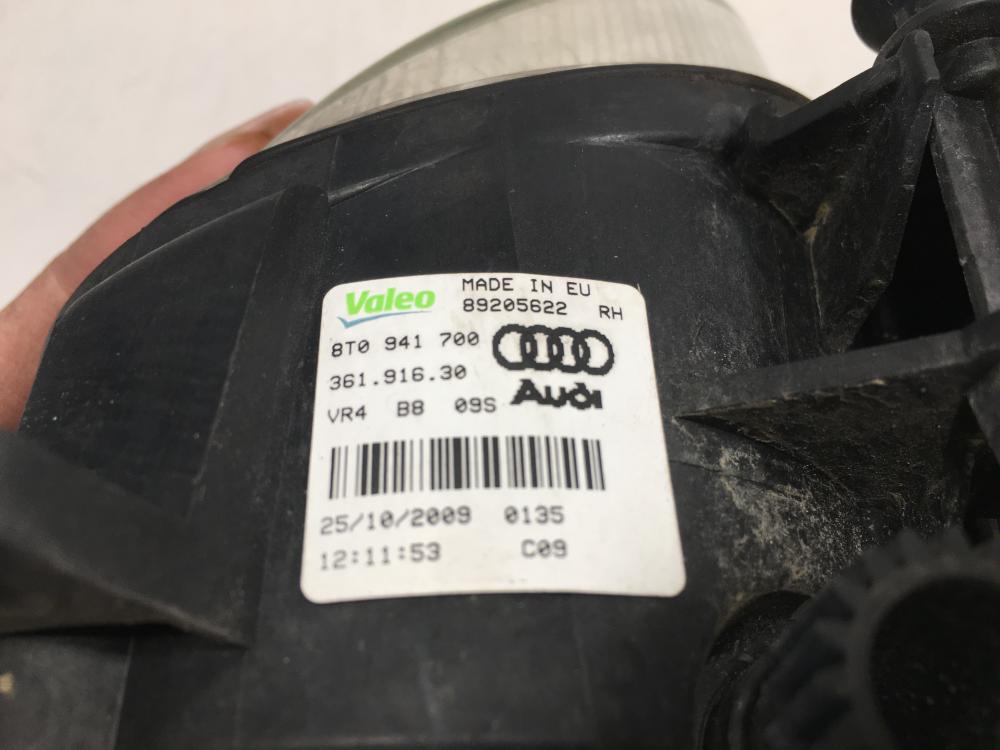 Valeo MADE IN EU
89205622 RH
8T0 941 700
361.916.30
Audi
VR4 B8 09S
25/10/2009 0135
12:11:53 C09